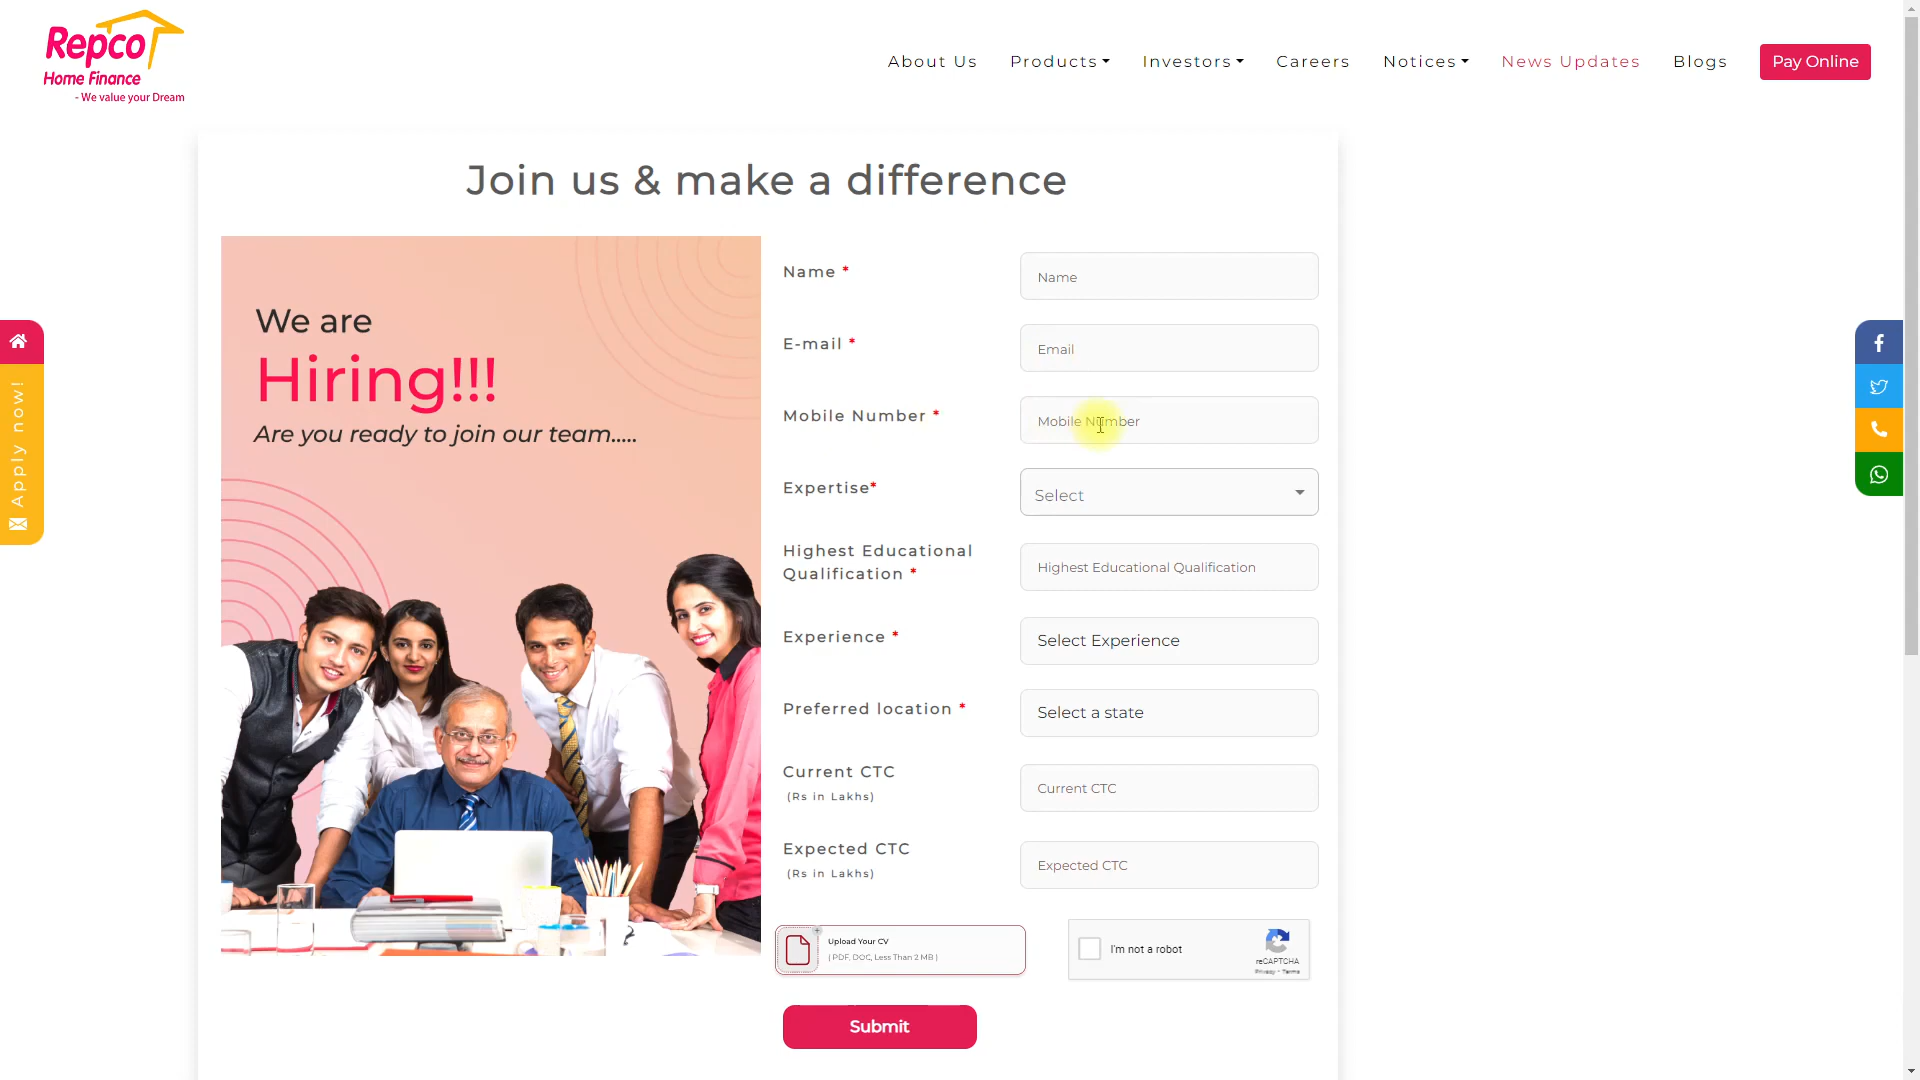 Repco
Home Finance
- We value your Dream
About Us
Products
Investors
Careers
Notices
News Updates
Blogs
Pay Online
Join us & make a difference
We are
Hiring!!!
Are you ready to join our team.....
Name *
Name
E-mail *
Email
Mobile Number *
Mobile Number
Expertise*
Select
Highest Educational
Qualification *
Highest Educational Qualification
Experience *
Select Experience
Preferred location *
Select a state
Current CTC
(Rs in Lakhs)
Current CTC
Expected CTC
(Rs in Lakhs)
Expected CTC
Upload Your CV
( PDF, DOC, Less Than 2 MB )
I'm not a robot
reCAPTCHA
Privacy - Terms
Submit
Apply now!